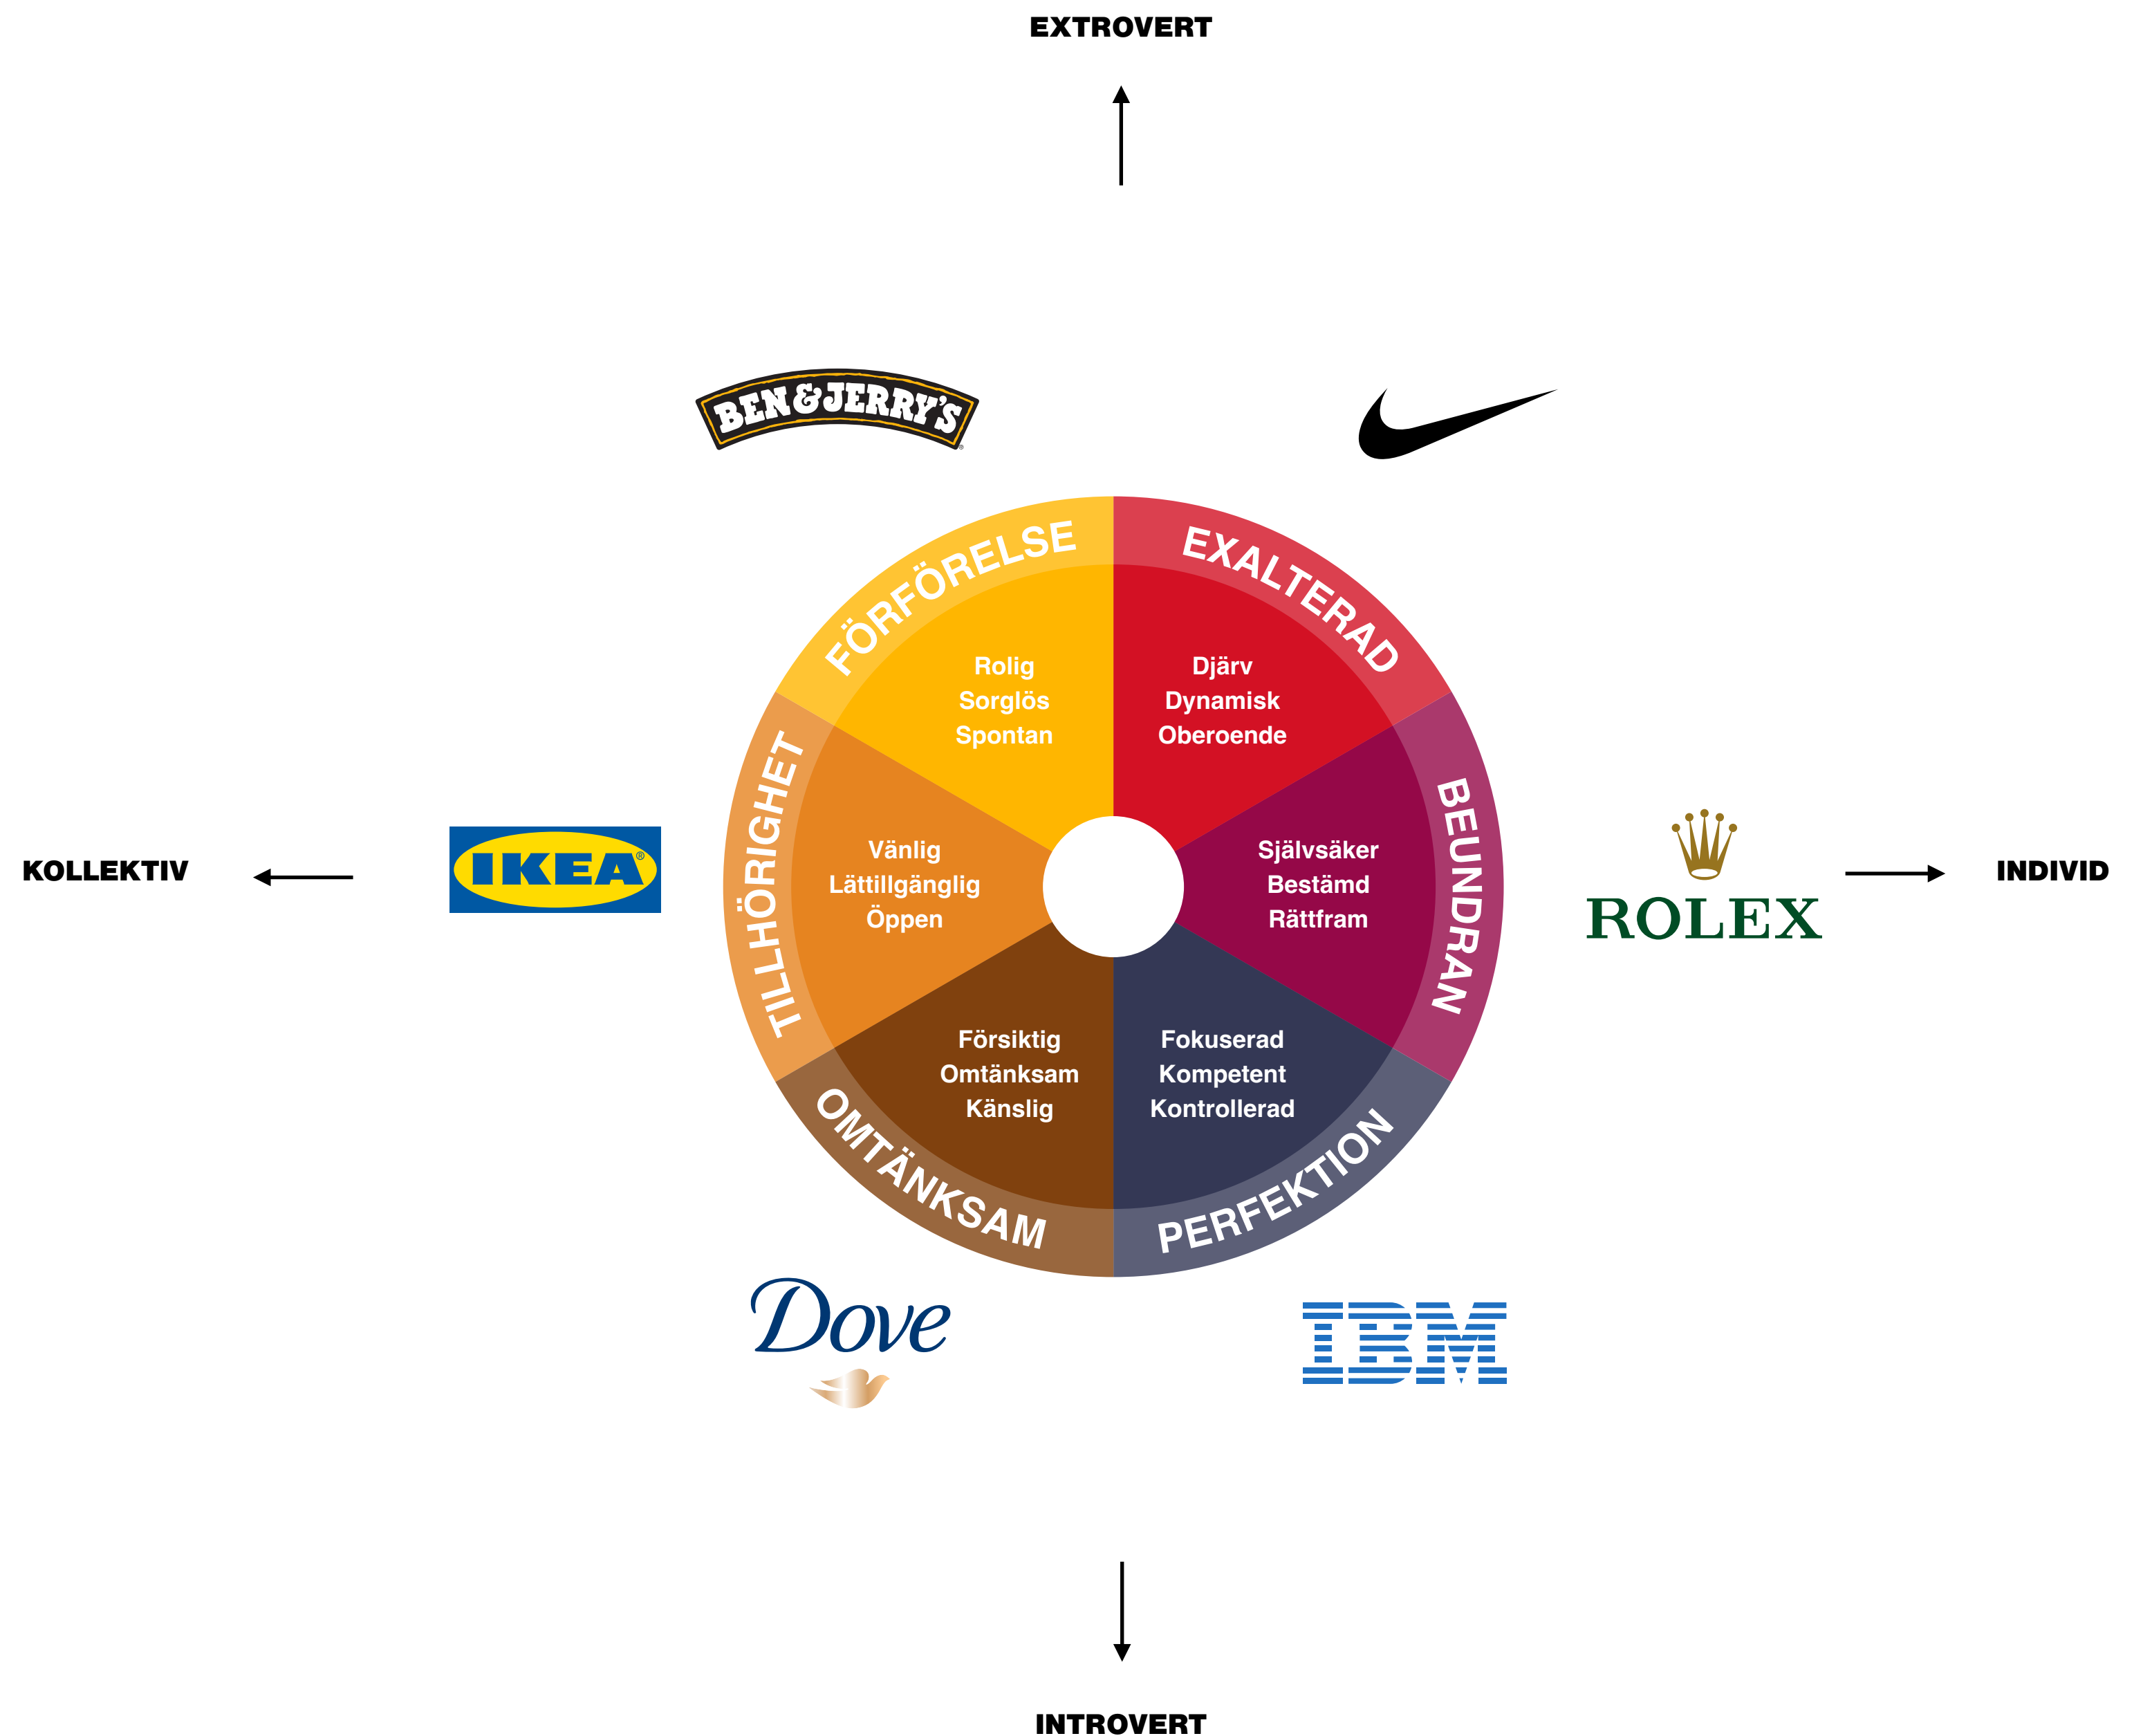 EXTROVERT
BEN & JERRY'S
®
FÖRFÖRELSE
EXALTERAD
Rolig
Sorglös
Spontan
Djärv
Dynamisk
Oberoende
TILLHÖRIGHET
BEUNDRAN
Vänlig
Lättillgänglig
Öppen
Självsäker
Bestämd
Rättfram
KOLLEKTIV
IKEA®
ROLEX
INDIVID
Försiktig
Omtänksam
Känslig
Fokuserad
Kompetent
Kontrollerad
OMTÄNKSAM
PERFEKTION
Dove
IBM
INTROVERT